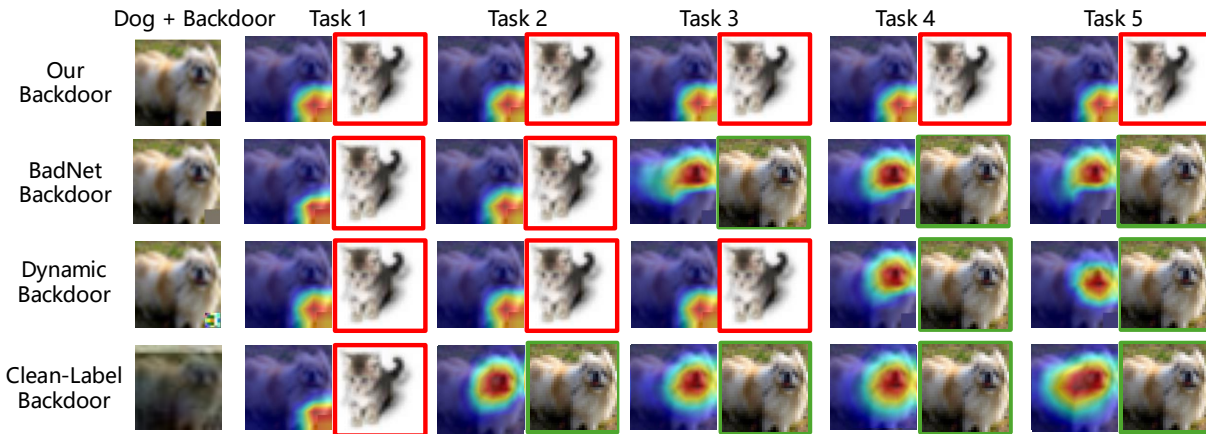 Dog + Backdoor Task 1 Task 2 Task 3 Task 4 Task 5
Our
Backdoor
BadNet
Backdoor
Dynamic
Backdoor
Clean-Label
Backdoor